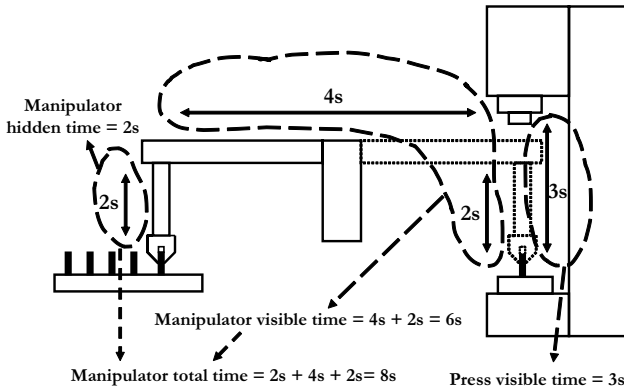 4s
Manipulator
hidden time = 2s
2s
2s
3s
Manipulator visible time = 4s + 2s = 6s
Manipulator total time = 2s + 4s + 2s= 8s
Press visible time = 3s